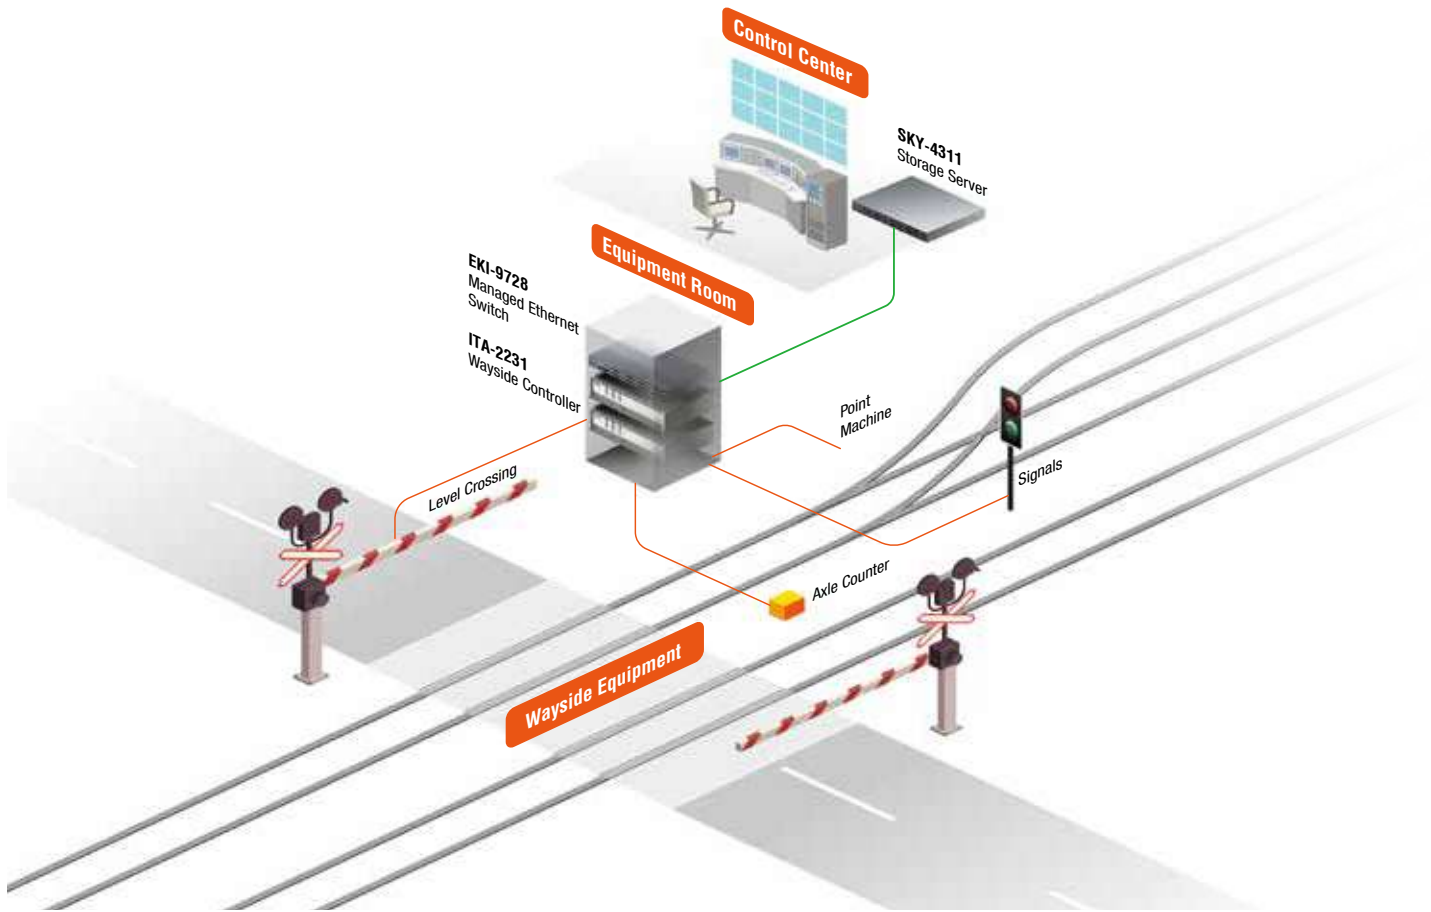 Control Center
SKY-4311
Storage Server
Equipment Room
EKI-9728
Managed Ethernet
Switch
ITA-2231
Wayside Controller
Point
Machine
Level Crossing
Signals
Axle Counter
Wayside Equipment